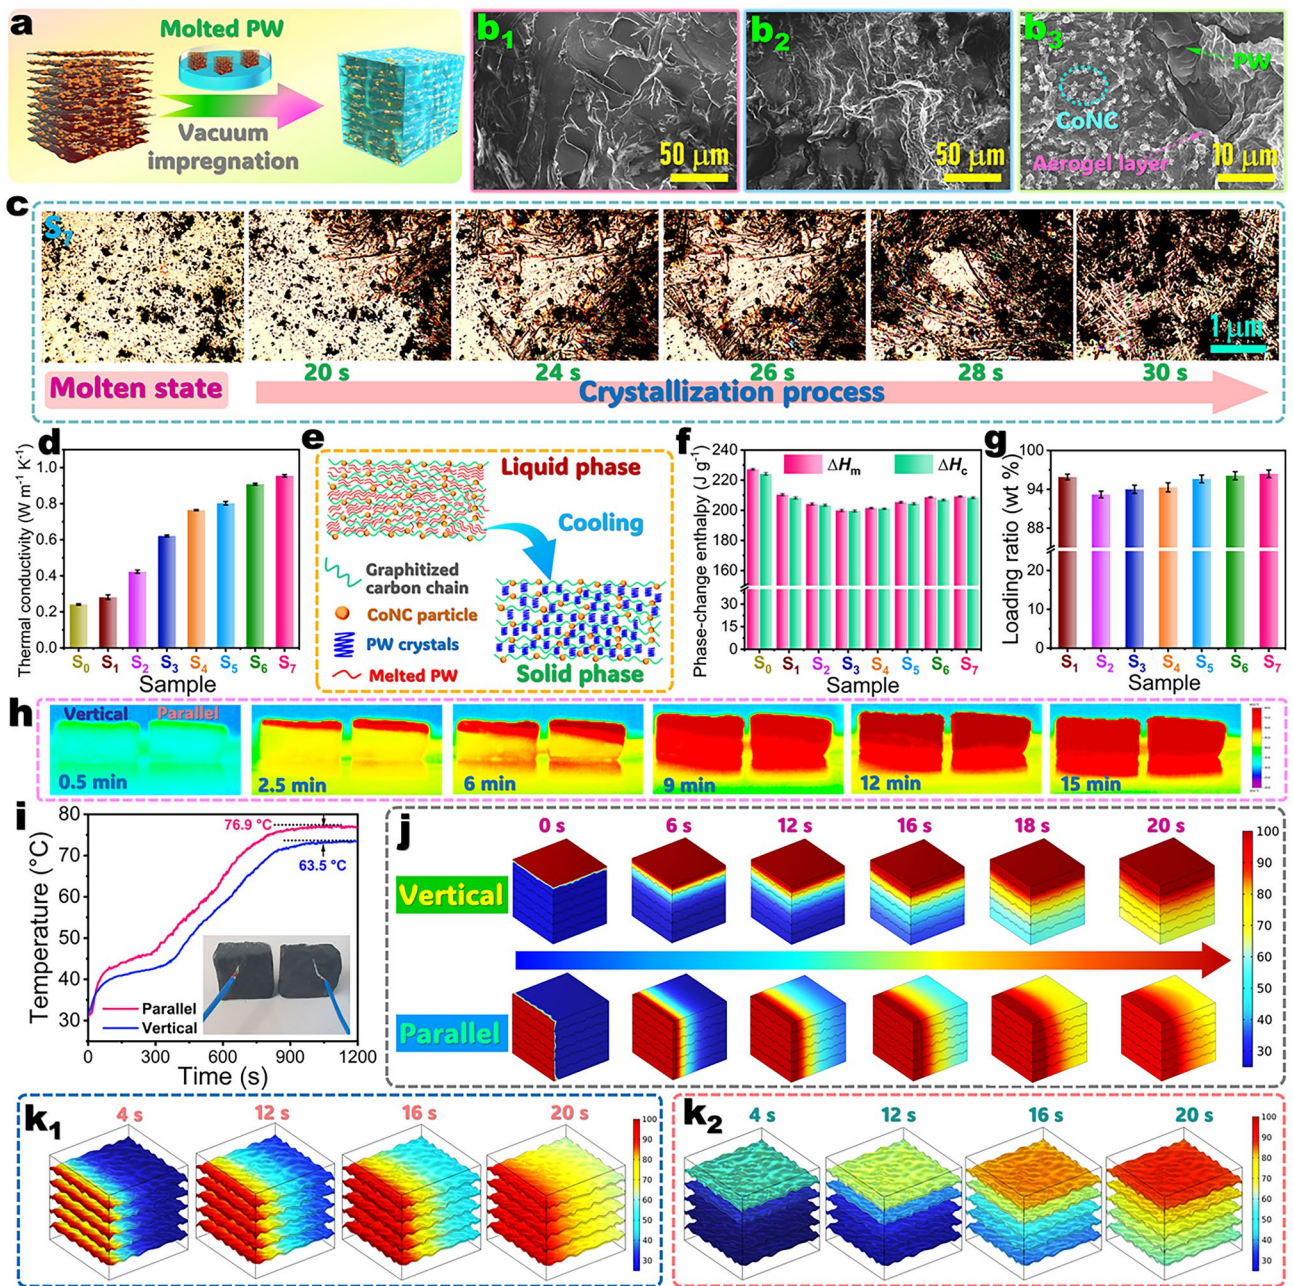 a
Molted PW
Vacuum
impregnation
b1
50 μm
b2
50 μm
b3
PW
CoNC
Aerogel layer
10 μm
c
S7
1 μm
20 s 24 s 26 s 28 s 30 s
Molten state
Crystallization process
d
Thermal conductivity (W m⁻¹ K⁻¹)
1.0
0.8
0.6
0.4
0.2
0.0
S0 S1 S2 S3 S4 S5 S6 S7
Sample
e
Liquid phase
Cooling
Graphitized
carbon chain
CoNC particle
PW crystals
Melted PW
Solid phase
f
Phase-change enthalpy (J g⁻¹)
ΔHm ΔHc
240
220
200
180
160
30
15
0
S0 S1 S2 S3 S4 S5 S6 S7
Sample
g
Loading ratio (wt %)
100
94
88
20
10
0
S1 S2 S3 S4 S5 S6 S7
Sample
h
Vertical Parallel
0.5 min 2.5 min 6 min 9 min 12 min 15 min
i
Temperature (°C)
80
70
60
50
40
30
76.9 °C
63.5 °C
Parallel
Vertical
0 300 600 900 1200
Time (s)
j
0 s 6 s 12 s 16 s 18 s 20 s
Vertical
Parallel
100
90
80
70
60
50
40
30
k1
4 s 12 s 16 s 20 s
100
90
80
70
60
50
40
30
k2
4 s 12 s 16 s 20 s
100
90
80
70
60
50
40
30